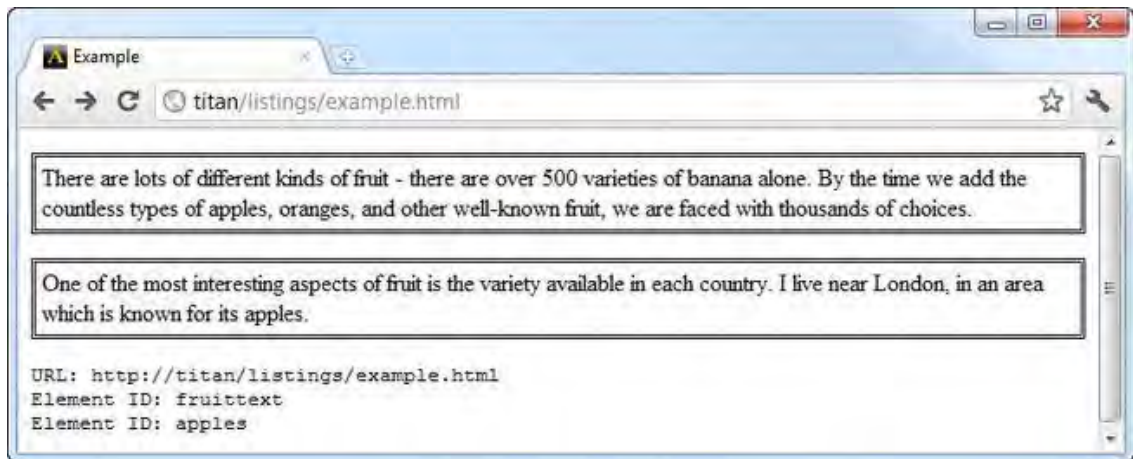 Example
titan/listings/example.html
There are lots of different kinds of fruit - there are over 500 varieties of banana alone. By the time we add the
countless types of apples, oranges, and other well-known fruit, we are faced with thousands of choices.
One of the most interesting aspects of fruit is the variety available in each country. I live near London, in an area
which is known for its apples.
URL: http://titan/listings/example.html
Element ID: fruittext
Element ID: apples